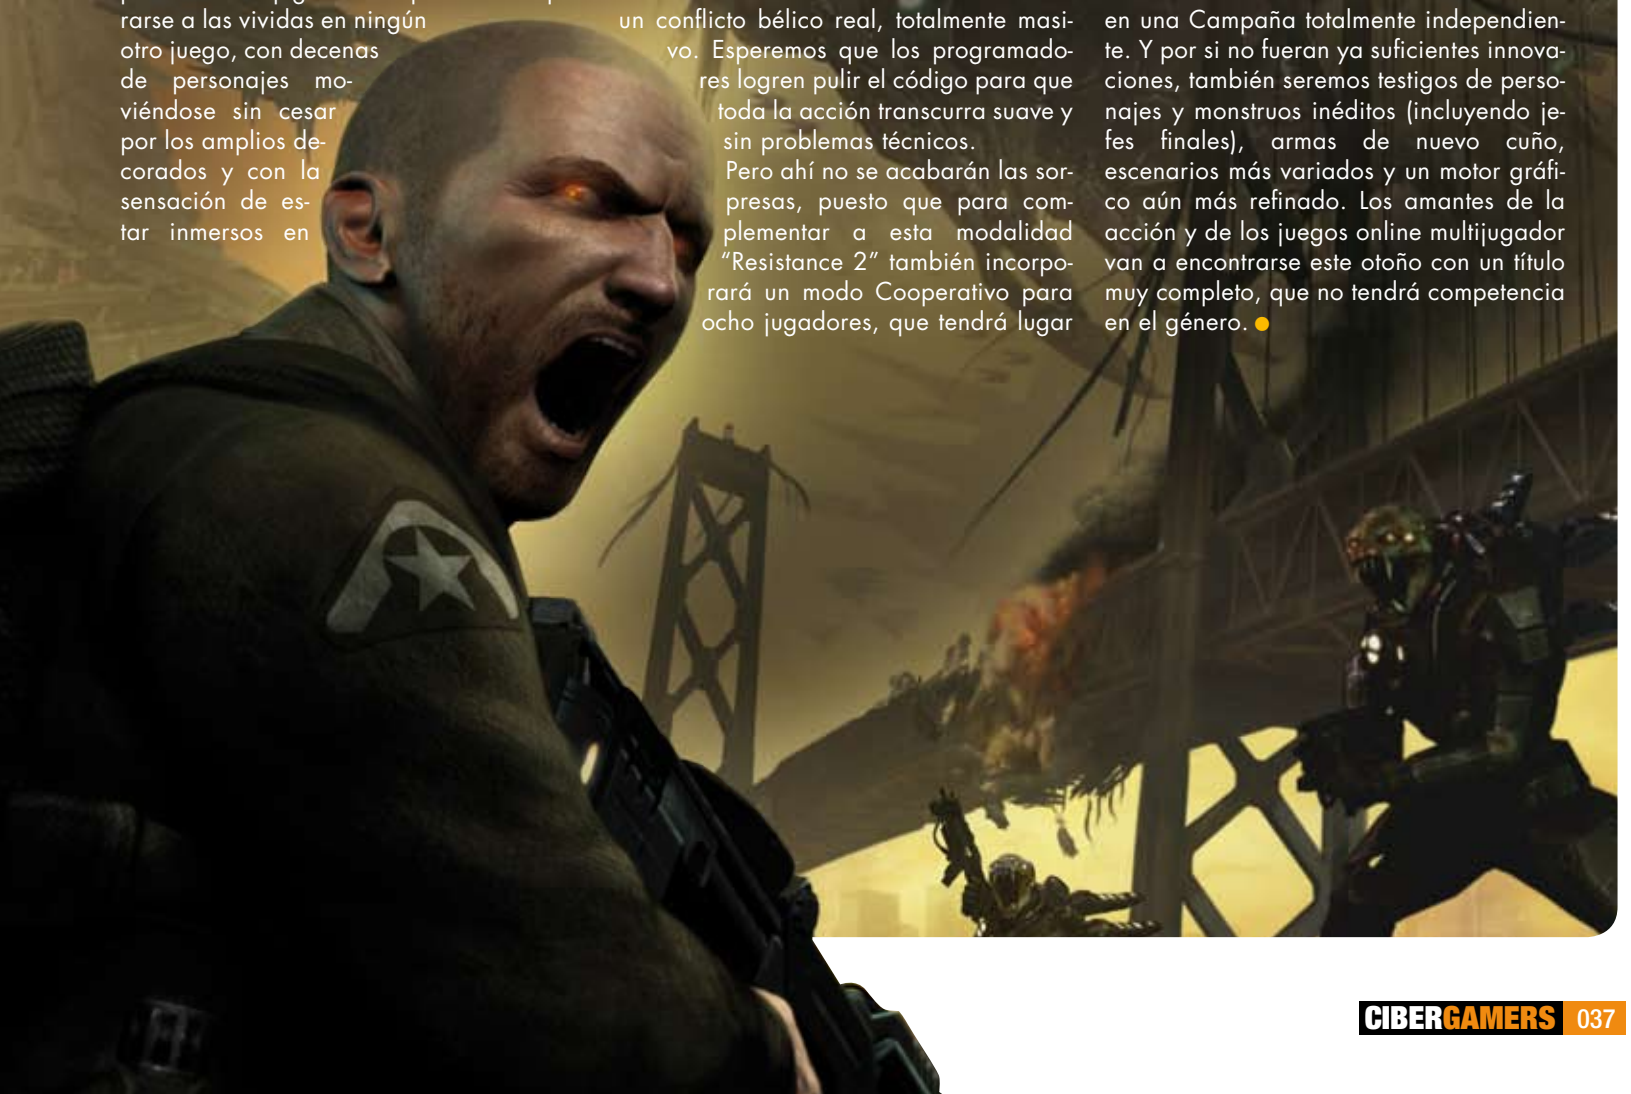 rarse a las vividas en ningún
otro juego, con decenas
de personajes mo-
viéndose sin cesar
por los amplios de-
corados y con la
sensación de es-
tar inmersos en
un conflicto bélico real, totalmente masi-
vo. Esperemos que los programado-
res logren pulir el código para que
toda la acción transcurra suave y
sin problemas técnicos.
Pero ahí no se acabarán las sor-
presas, puesto que para com-
plementar a esta modalidad
“Resistance 2” también incorpo-
rará un modo Cooperativo para
ocho jugadores, que tendrá lugar
en una Campaña totalmente independien-
te. Y por si no fueran ya suficientes innova-
ciones, también seremos testigos de perso-
najes y monstruos inéditos (incluyendo je-
fes finales), armas de nuevo cuño,
escenarios más variados y un motor gráfi-
co aún más refinado. Los amantes de la
acción y de los juegos online multijugador
van a encontrarse este otoño con un título
muy completo, que no tendrá competencia
en el género.
CIBERGAMERS 037